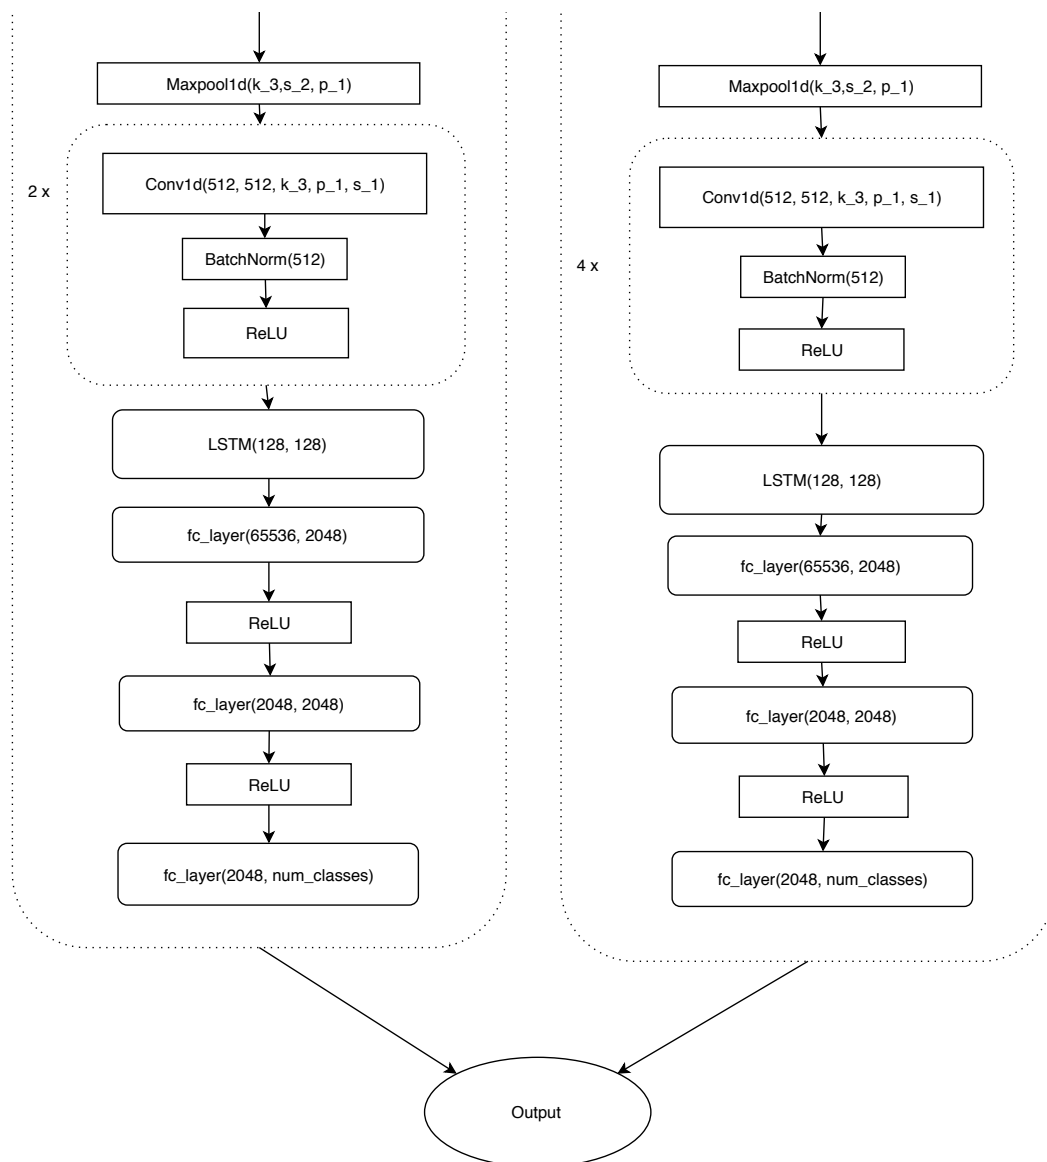 Maxpool1d(k_3,s_2, p_1)
2 x
Conv1d(512, 512, k_3, p_1, s_1)
BatchNorm(512)
ReLU
LSTM(128, 128)
fc_layer(65536, 2048)
ReLU
fc_layer(2048, 2048)
ReLU
fc_layer(2048, num_classes)
Maxpool1d(k_3,s_2, p_1)
Conv1d(512, 512, k_3, p_1, s_1)
4 x
BatchNorm(512)
ReLU
LSTM(128, 128)
fc_layer(65536, 2048)
ReLU
fc_layer(2048, 2048)
ReLU
fc_layer(2048, num_classes)
Output